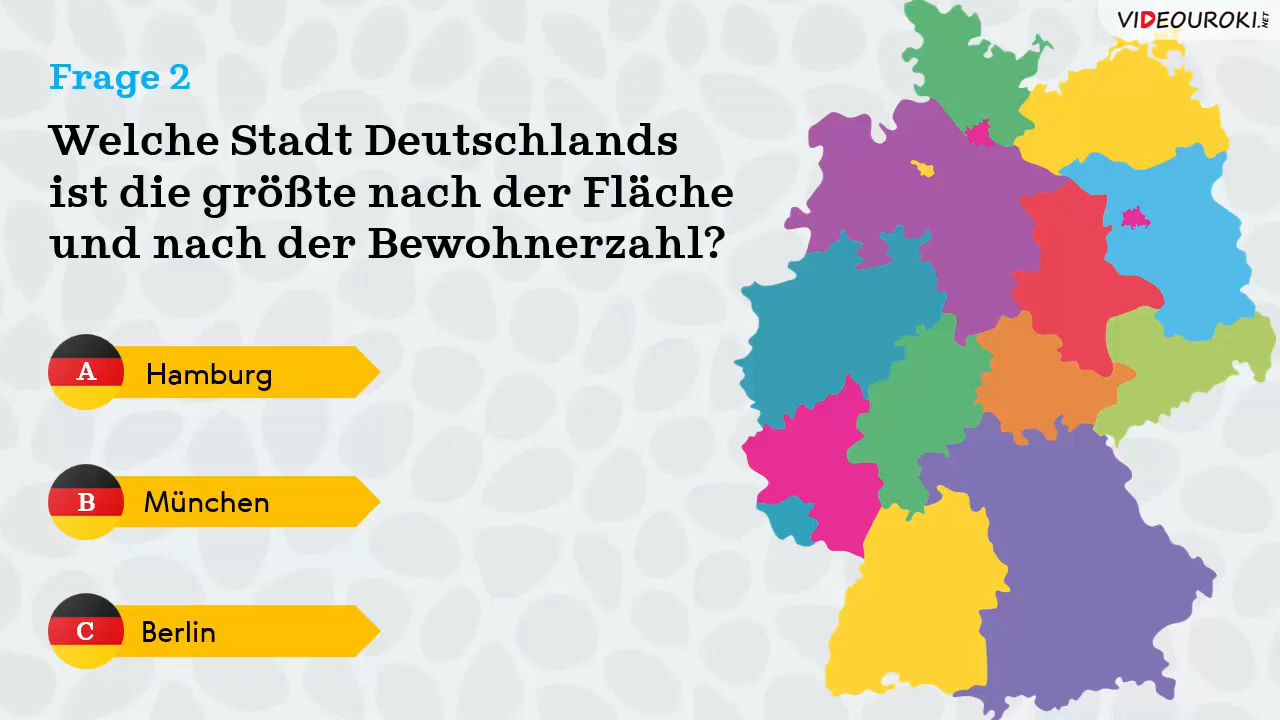 VIDEOUROKI.NET
Frage 2
Welche Stadt Deutschlands
ist die größte nach der Fläche
und nach der Bewohnerzahl?
A Hamburg
B München
C Berlin